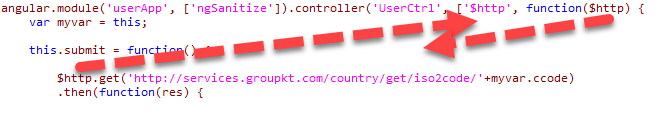 angular.module('userApp', ['ngSanitize']).controller('UserCtrl', ['$http', function($http) {
var myvar = this;
this.submit = function() {
$http.get('http://services.groupkt.com/country/get/iso2code/'+myvar.ccode)
.then(function(res) {